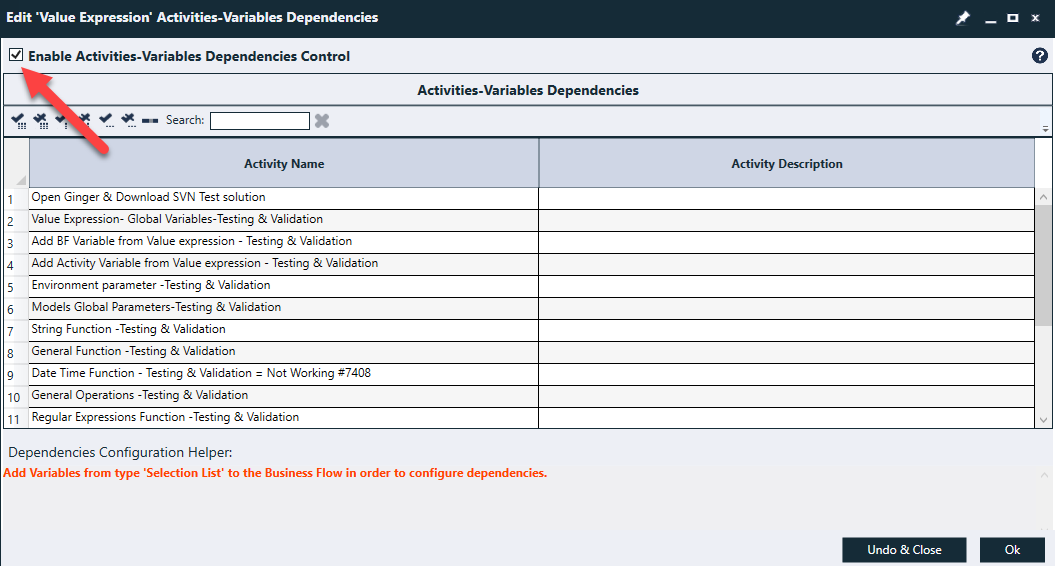 Edit 'Value Expression' Activities-Variables Dependencies
Enable Activities-Variables Dependencies Control
Activities-Variables Dependencies
Search:
Activity Name Activity Description
1 Open Ginger & Download SVN Test solution
2 Value Expression- Global Variables-Testing & Validation
3 Add BF Variable from Value expression - Testing & Validation
4 Add Activity Variable from Value expression - Testing & Validation
5 Environment parameter -Testing & Validation
6 Models Global Parameters-Testing & Validation
7 String Function -Testing & Validation
8 General Function -Testing & Validation
9 Date Time Function - Testing & Validation = Not Working #7408
10 General Operations -Testing & Validation
11 Regular Expressions Function -Testing & Validation
Dependencies Configuration Helper:
Add Variables from type 'Selection List' to the Business Flow in order to configure dependencies.
Undo & Close Ok